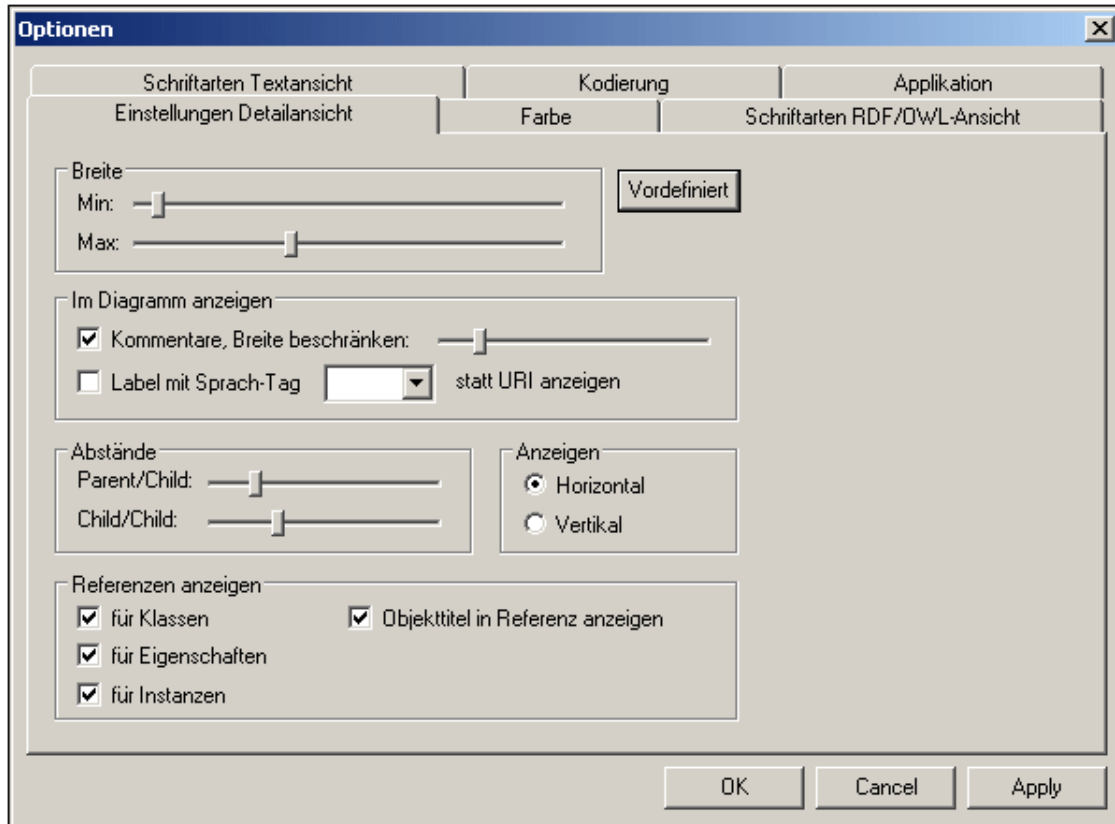 Optionen
Schriftarten Textansicht Kodierung Applikation
Einstellungen Detailansicht Farbe Schriftarten RDF/OWL-Ansicht
Breite
Vordefiniert
Min:
Max:
Im Diagramm anzeigen
Kommentare, Breite beschränken:
Label mit Sprach-Tag statt URI anzeigen
Abstände Anzeigen
Parent/Child: Horizontal
Child/Child: Vertikal
Referenzen anzeigen
für Klassen Objekttitel in Referenz anzeigen
für Eigenschaften
für Instanzen
OK Cancel Apply